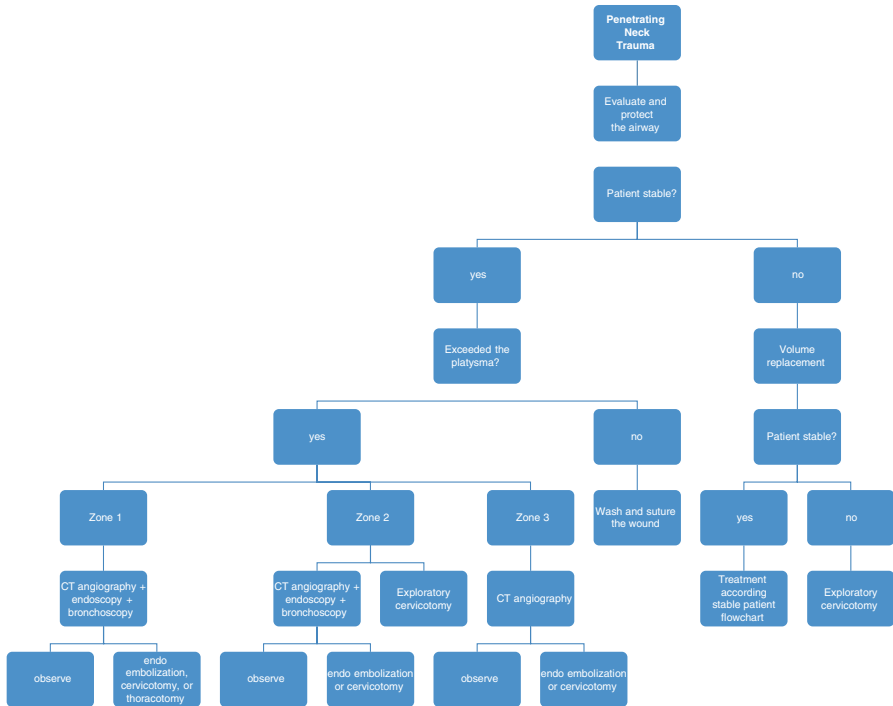 Penetrating
Neck
Trauma
Evaluate and
protect
the airway
Patient stable?
yes
no
Exceeded the
platysma?
Volume
replacement
yes
no
Patient stable?
Zone 1
Zone 2
Zone 3
Wash and suture
the wound
yes
no
CT angiography +
endoscopy +
bronchoscopy
CT angiography +
endoscopy +
bronchoscopy
Exploratory
cervicotomy
CT angiography
Treatment
according
stable patient
flowchart
Exploratory
cervicotomy
observe
endo
embolization,
cervicotomy, or
thoracotomy
observe
endo embolization
or cervicotomy
observe
endo embolization
or cervicotomy